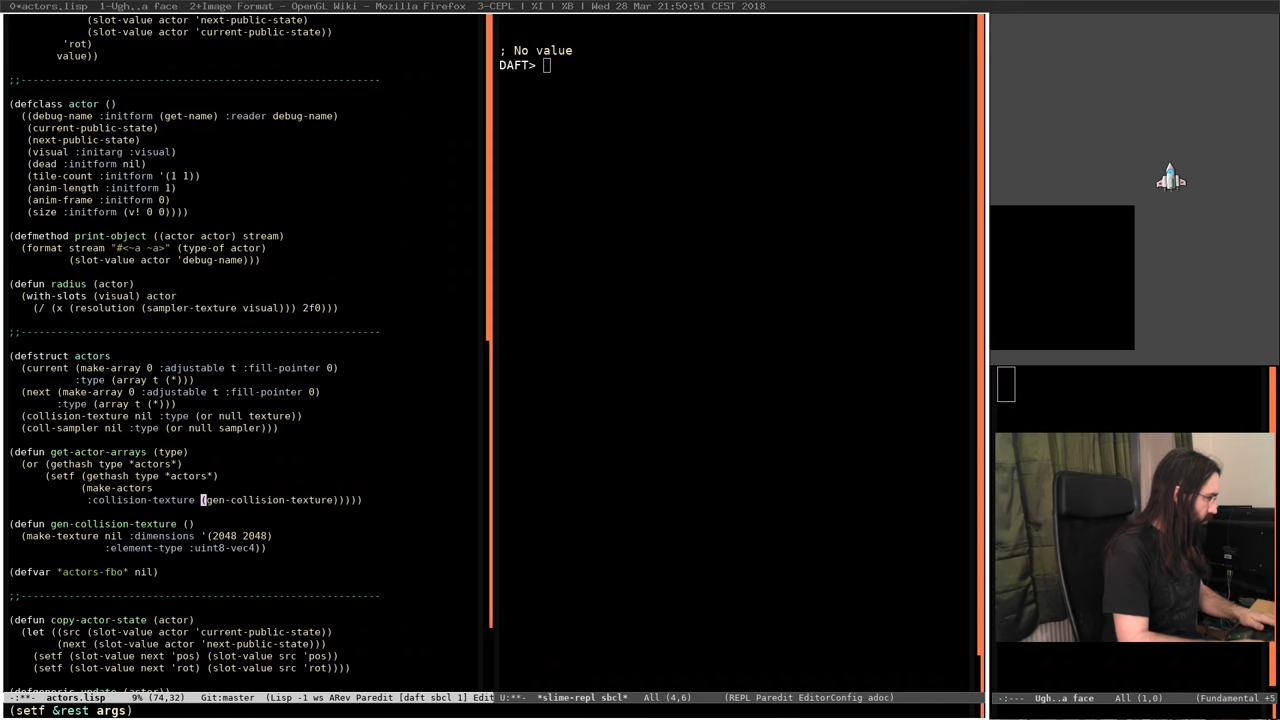 0*actors.lisp  1-Ugh..a face  2+Image Format - OpenGL Wiki - Mozilla Firefox  3-CEPL | %I | %B | Wed 28 Mar 21:50:51 CEST 2018
(slot-value actor 'next-public-state)
(slot-value actor 'current-public-state))
'rot)
value))
;;------------------------------------------------------------
(defclass actor ()
((debug-name :initform (get-name) :reader debug-name)
(current-public-state)
(next-public-state)
(visual :initarg :visual)
(dead :initform nil)
(tile-count :initform '(1 1))
(anim-length :initform 1)
(anim-frame :initform 0)
(size :initform (v! 0 0))))
(defmethod print-object ((actor actor) stream)
(format stream "#<~a ~a>" (type-of actor)
(slot-value actor 'debug-name)))
(defun radius (actor)
(with-slots (visual) actor
(/ (x (resolution (sampler-texture visual))) 2f0)))
;;------------------------------------------------------------
(defstruct actors
(current (make-array 0 :adjustable t :fill-pointer 0)
:type (array t (*)))
(next (make-array 0 :adjustable t :fill-pointer 0)
:type (array t (*)))
(collision-texture nil :type (or null texture))
(coll-sampler nil :type (or null sampler)))
(defun get-actor-arrays (type)
(or (gethash type *actors*)
(setf (gethash type *actors*)
(make-actors
:collision-texture (gen-collision-texture)))))
(defun gen-collision-texture ()
(make-texture nil :dimensions '(2048 2048)
:element-type :uint8-vec4))
(defvar *actors-fbo* nil)
;;------------------------------------------------------------
(defun copy-actor-state (actor)
(let ((src (slot-value actor 'current-public-state))
(next (slot-value actor 'next-public-state)))
(setf (slot-value next 'pos) (slot-value src 'pos))
(setf (slot-value next 'rot) (slot-value src 'rot))))
(defgeneric update (actor))
-:**-  actors.lisp    9% (74,32)    Git:master  (Lisp -1 ws ARev Paredit [daft sbcl 1] Edit
(setf &rest args)
; No value
DAFT>
U:**-  *slime-repl sbcl*   All (4,6)      (REPL Paredit EditorConfig adoc)
-:---  Ugh..a face    All (1,0)      (Fundamental +5